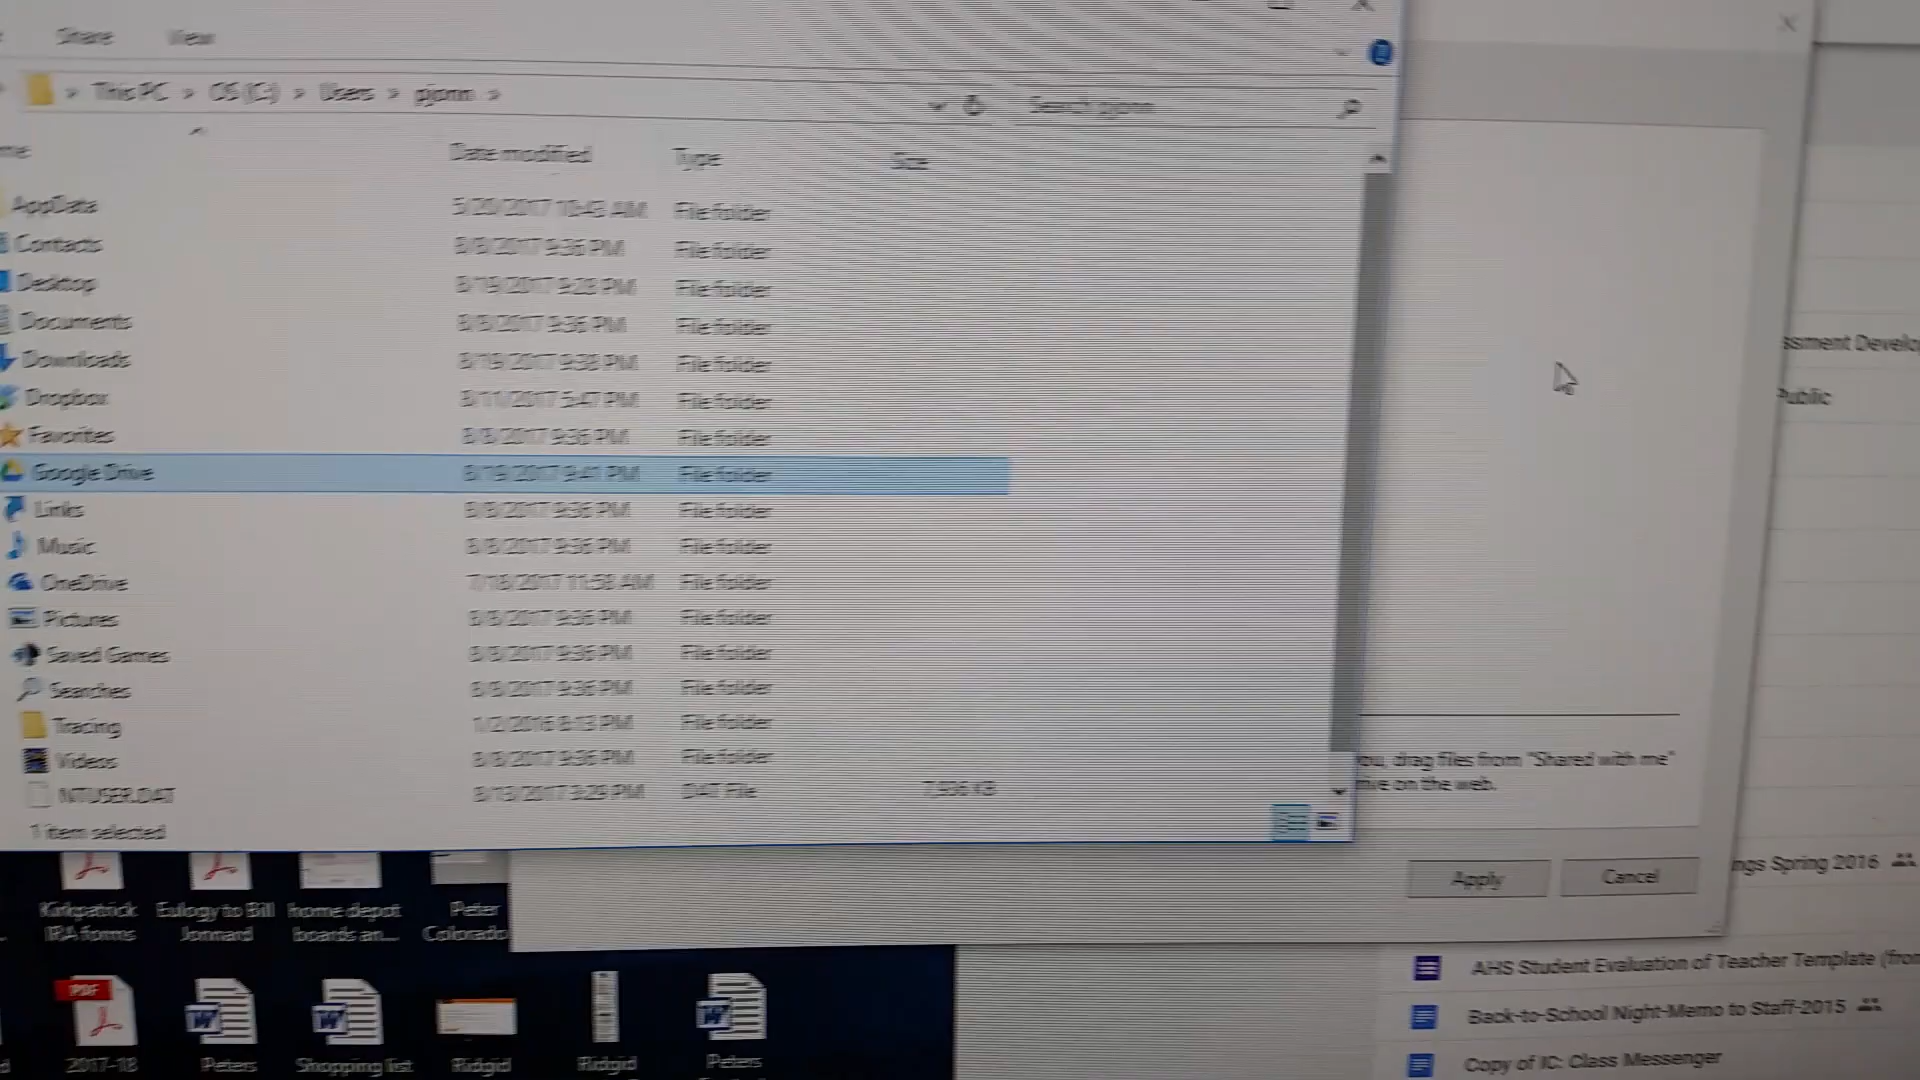 Share View
This PC > OS (C:) > Users > pjonn >
Search pjonn
Date modified Type Size
AppData 5/20/2017 10:43 AM File folder
Contacts 8/8/2017 9:36 PM File folder
Desktop 8/19/2017 9:28 PM File folder
Documents 8/8/2017 9:36 PM File folder
Downloads 8/19/2017 9:38 PM File folder
Dropbox 8/11/2017 5:47 PM File folder
Favorites 8/8/2017 9:36 PM File folder
Google Drive 8/19/2017 9:41 PM File folder
Links 8/8/2017 9:36 PM File folder
Music 8/8/2017 9:36 PM File folder
OneDrive 7/18/2017 11:58 AM File folder
Pictures 8/8/2017 9:36 PM File folder
Saved Games 8/8/2017 9:36 PM File folder
Searches 8/8/2017 9:36 PM File folder
Tracing 1/2/2016 8:13 PM File folder
Videos 8/8/2017 9:36 PM File folder
NTUSER.DAT 8/13/2017 3:29 PM DAT File 7,936 KB
1 item selected
ssment Develo
Public
ou, drag files from "Shared with me"
rive on the web.
Apply Cancel
ngs Spring 2016
Kirkpatrick IRA forms
Eulogy to Bill Jonnard
home depot boards an...
Peter Colorado
PDF
2017-18
Peters
Shopping list
Ridgid
Ridgid
Peters
AHS Student Evaluation of Teacher Template (from
Back-to-School Night-Memo to Staff-2015
Copy of IC: Class Messenger